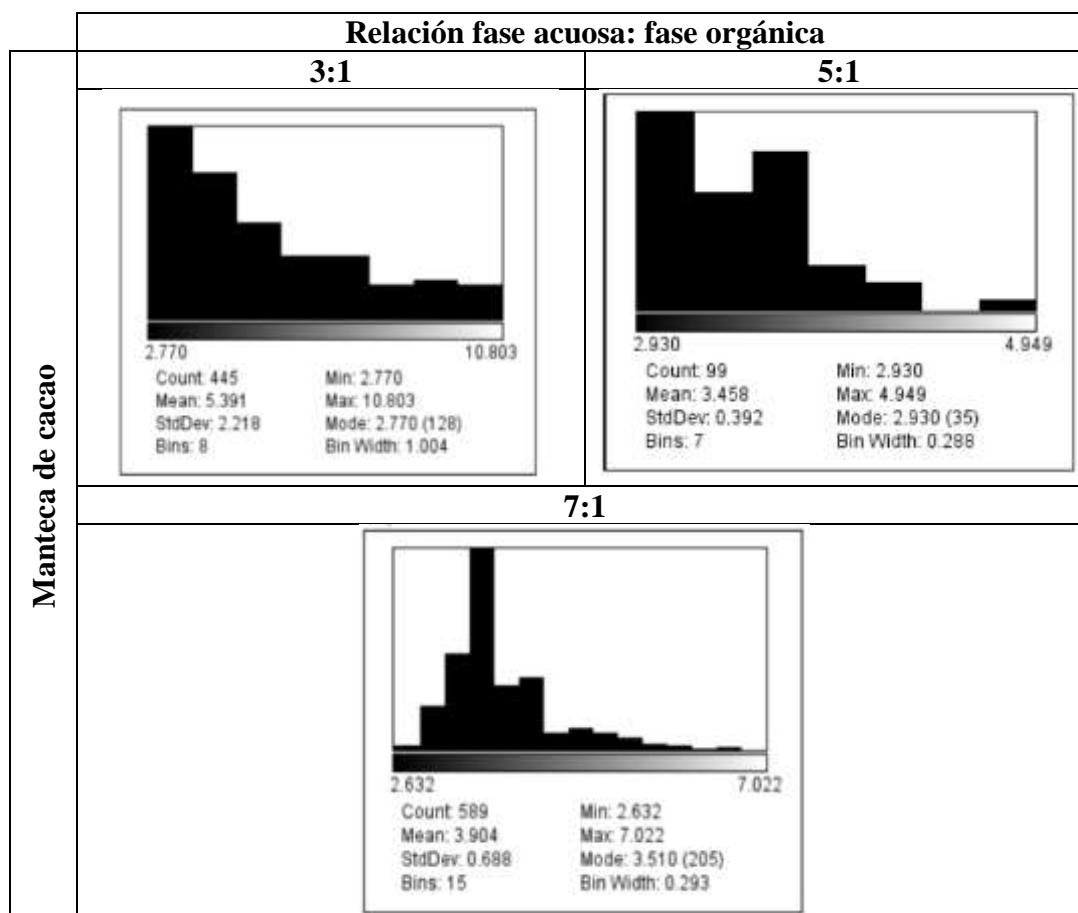 Relación fase acuosa: fase orgánica
3:1
5:1
Manteca de cacao
2.770 10.803
Count: 445 Min: 2.770
Mean: 5.391 Max: 10.803
StdDev: 2.218 Mode: 2.770 (128)
Bins: 8 Bin Width: 1.004
2.930 4.949
Count: 99 Min: 2.930
Mean: 3.458 Max: 4.949
StdDev: 0.392 Mode: 2.930 (35)
Bins: 7 Bin Width: 0.288
7:1
2.632 7.022
Count: 589 Min: 2.632
Mean: 3.904 Max: 7.022
StdDev: 0.688 Mode: 3.510 (205)
Bins: 15 Bin Width: 0.293